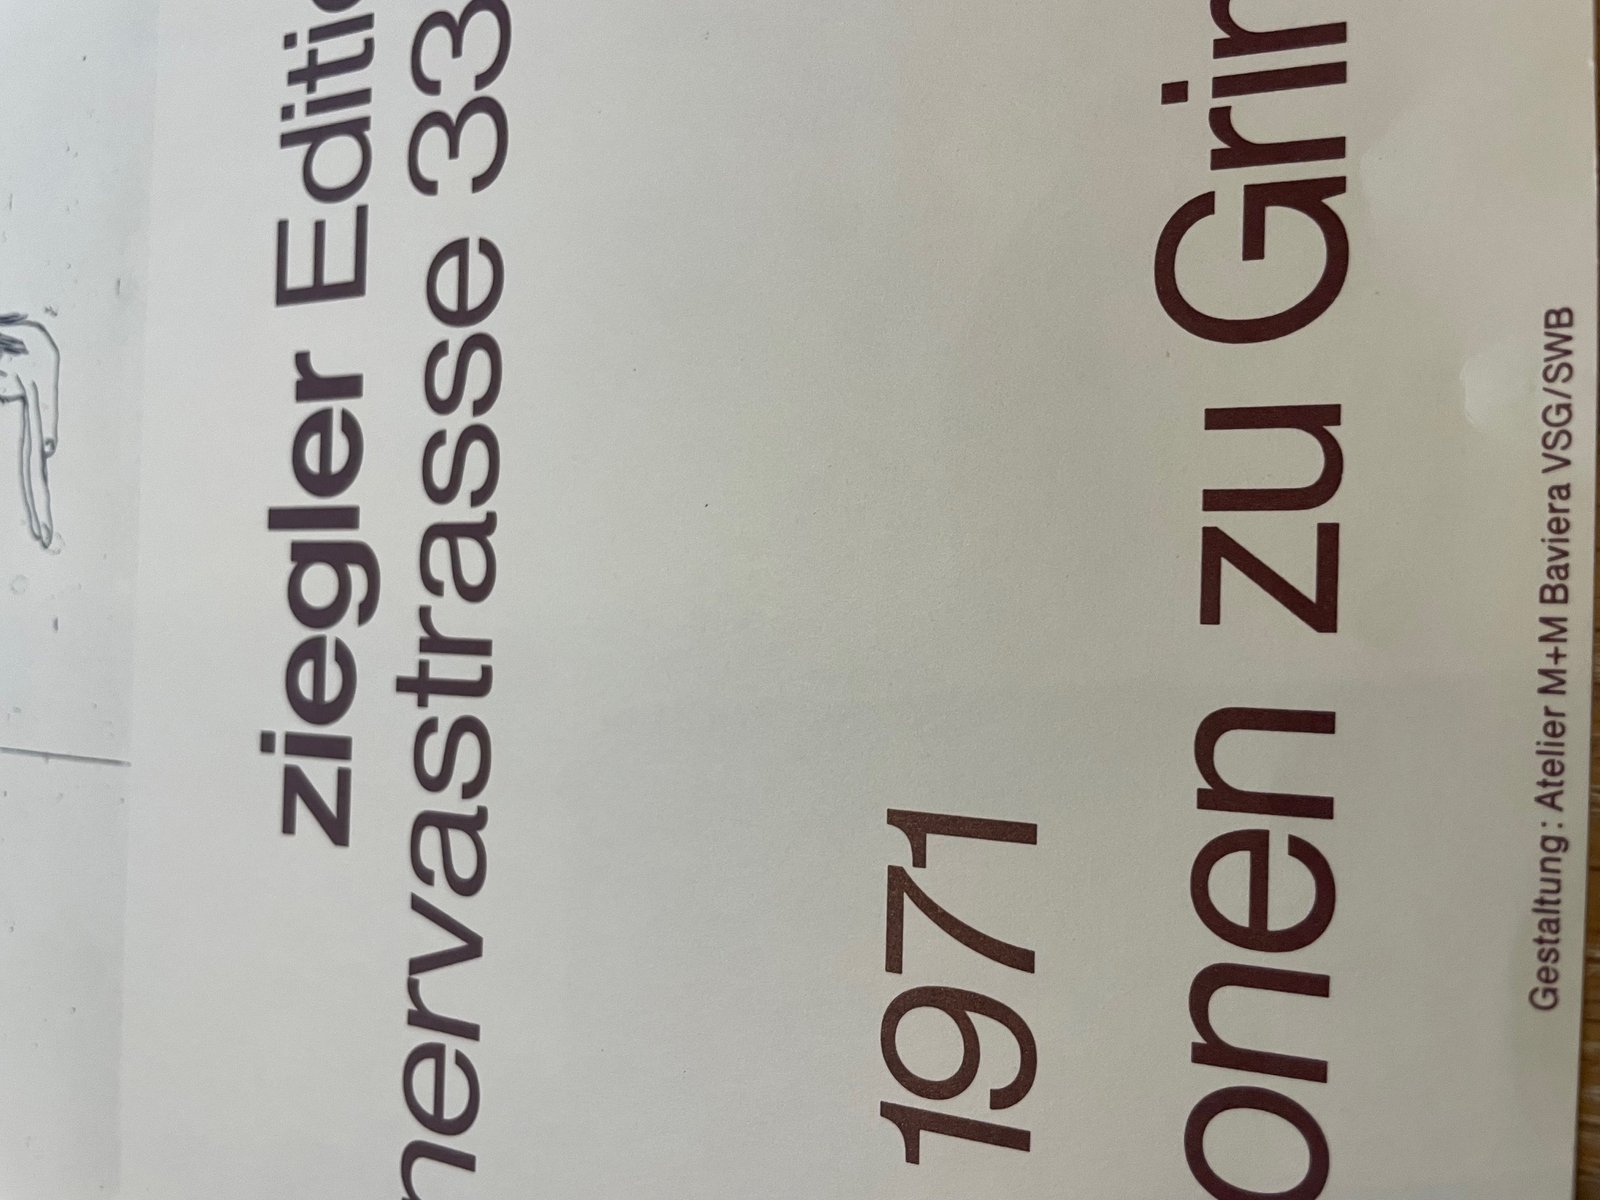 ziegler Editio
nervastrasse 33
1971
onen zu Grin
Gestaltung: Atelier M+M Baviera VSG/SWB